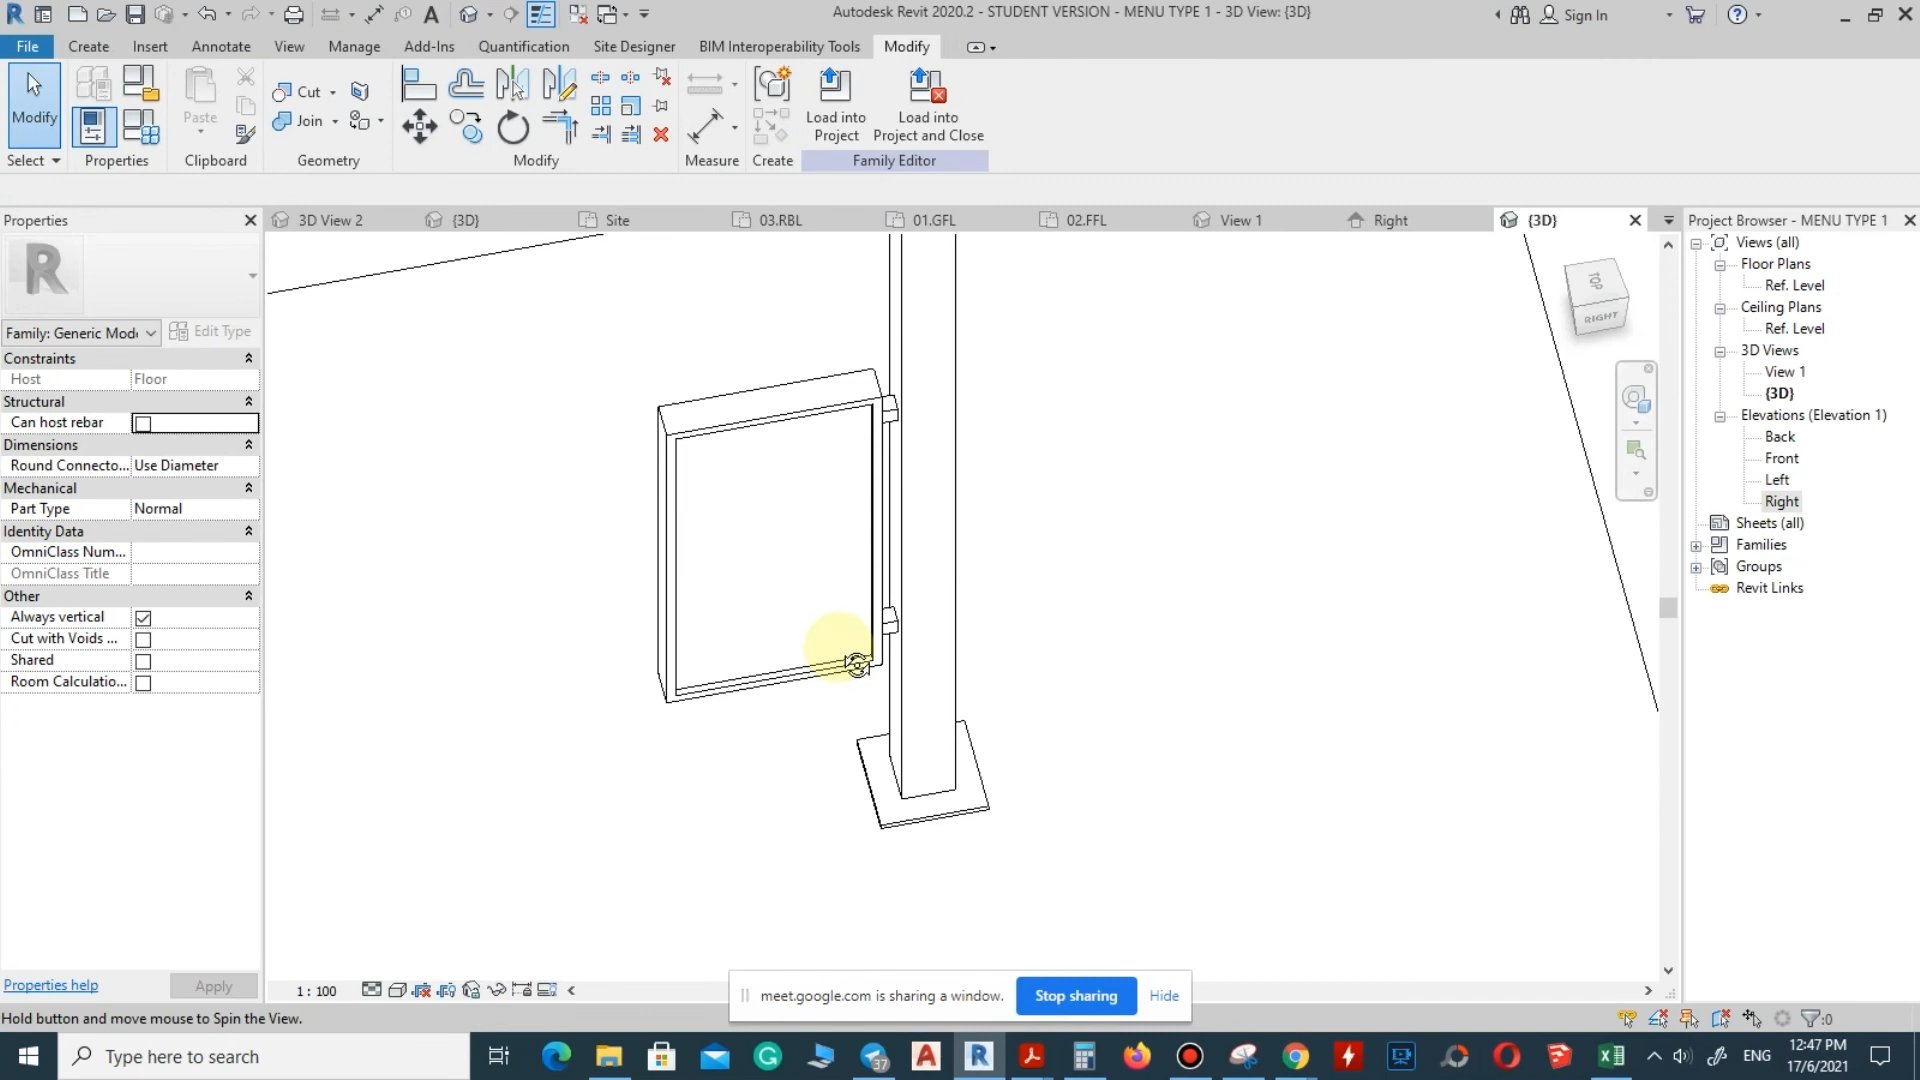 Autodesk Revit 2020.2 - STUDENT VERSION - MENU TYPE 1 - 3D View: {3D}
Sign In
File Create Insert Annotate View Manage Add-Ins Quantification Site Designer BIM Interoperability Tools Modify
Modify
Paste
Cut
Join
Load into
Project
Load into
Project and Close
Select Properties Clipboard Geometry Modify Measure Create Family Editor
Properties
3D View 2 {3D} Site 03.RBL 01.GFL 02.FFL View 1 Right {3D}
Project Browser - MENU TYPE 1
Family: Generic Mode
Edit Type
Constraints
Host Floor
Structural
Can host rebar
Dimensions
Round Connecto... Use Diameter
Mechanical
Part Type Normal
Identity Data
OmniClass Num...
OmniClass Title
Other
Always vertical
Cut with Voids ...
Shared
Room Calculatio...
Properties help
Apply
TOP
RIGHT
Views (all)
Floor Plans
Ref. Level
Ceiling Plans
Ref. Level
3D Views
View 1
{3D}
Elevations (Elevation 1)
Back
Front
Left
Right
Sheets (all)
Families
Groups
Revit Links
1 : 100
meet.google.com is sharing a window.
Stop sharing
Hide
Hold button and move mouse to Spin the View.
:0
Type here to search
37
ENG
12:47 PM
17/6/2021